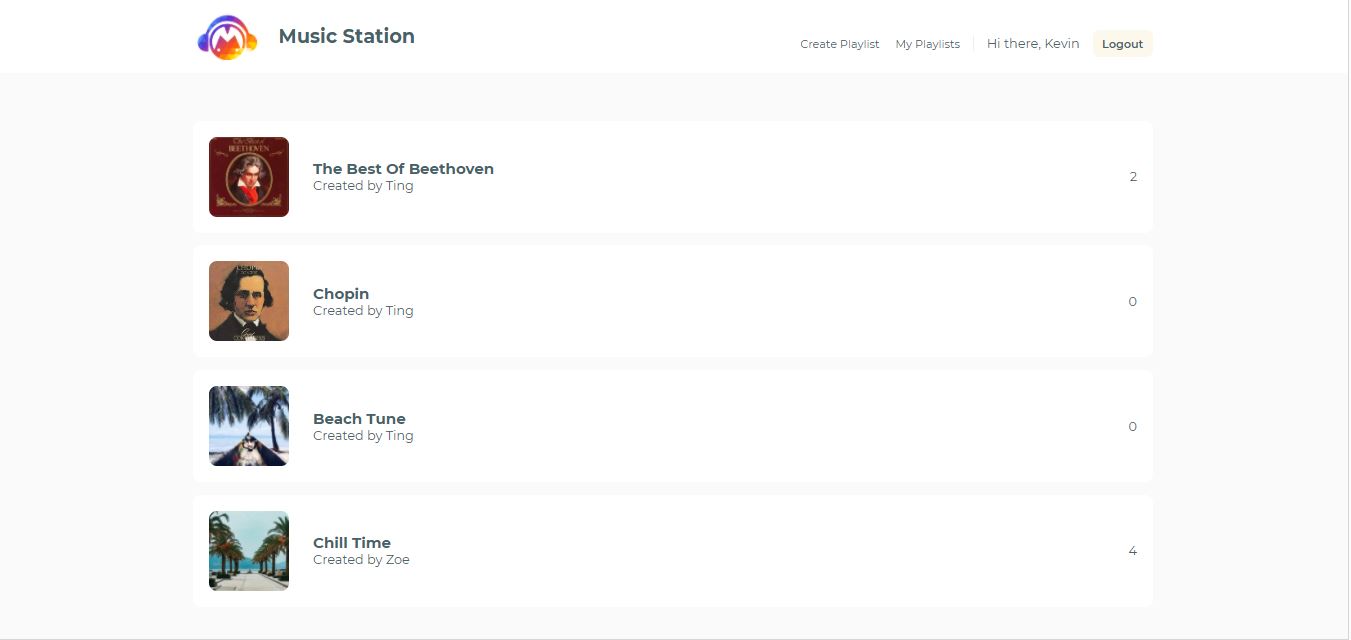 Music Station
Create Playlist
My Playlists
Hi there, Kevin
Logout
BEETHOVEN
The Best Of Beethoven
Created by Ting
2
Chopin
Created by Ting
0
Beach Tune
Created by Ting
0
Chill Time
Created by Zoe
4